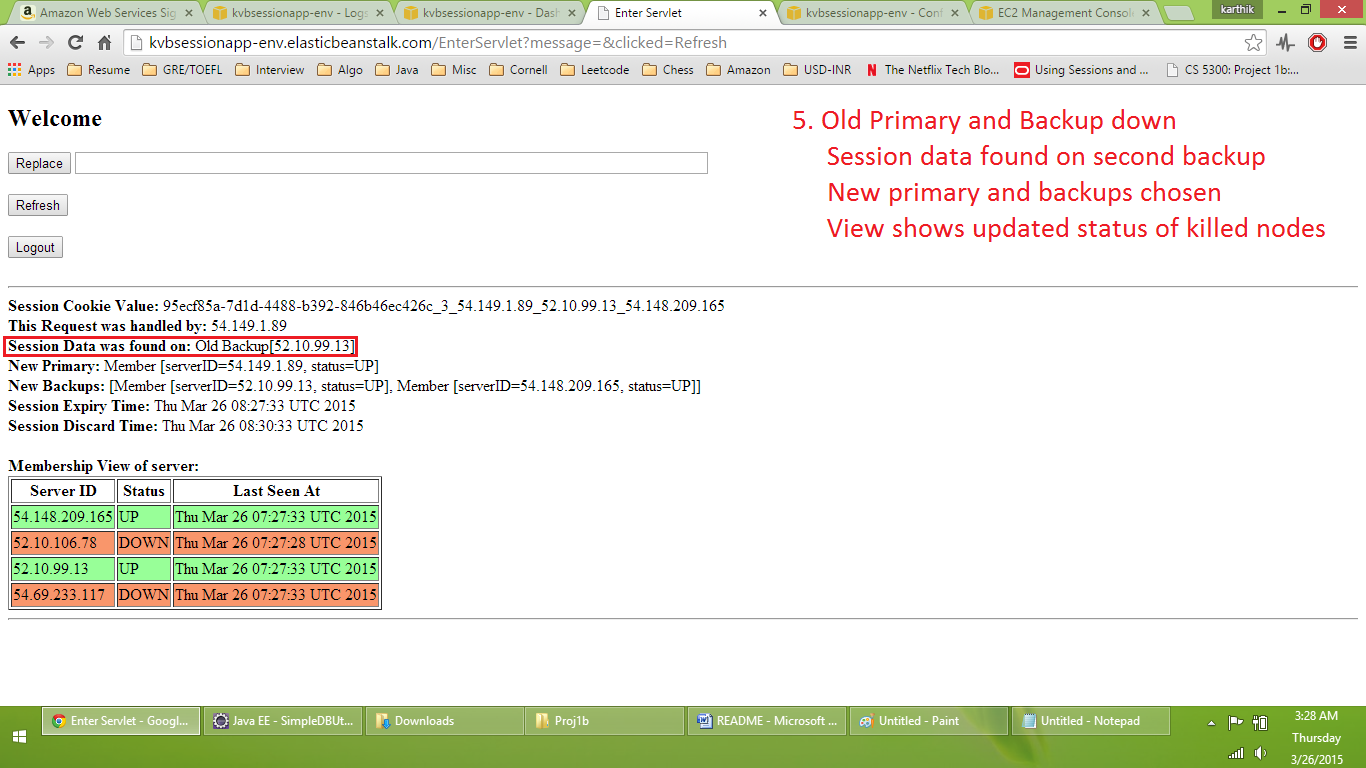 Amazon Web Services Sig
kvbsessionapp-env - Logs
kvbsessionapp-env - Dash
Enter Servlet
kvbsessionapp-env - Conf
EC2 Management Console
karthik
kvbsessionapp-env.elasticbeanstalk.com/EnterServlet?message=&clicked=Refresh
Apps Resume GRE/TOEFL Interview Algo Java Misc Cornell Leetcode Chess Amazon USD-INR The Netflix Tech Blo... Using Sessions and ... CS 5300: Project 1b:...
Welcome
Replace
Refresh
Logout
5. Old Primary and Backup down
Session data found on second backup
New primary and backups chosen
View shows updated status of killed nodes
Session Cookie Value: 95ecf85a-7d1d-4488-b392-846b46ec426c_3_54.149.1.89_52.10.99.13_54.148.209.165
This Request was handled by: 54.149.1.89
Session Data was found on: Old Backup[52.10.99.13]
New Primary: Member [serverID=54.149.1.89, status=UP]
New Backups: [Member [serverID=52.10.99.13, status=UP], Member [serverID=54.148.209.165, status=UP]]
Session Expiry Time: Thu Mar 26 08:27:33 UTC 2015
Session Discard Time: Thu Mar 26 08:30:33 UTC 2015
Membership View of server:
Server ID Status Last Seen At
54.148.209.165 UP Thu Mar 26 07:27:33 UTC 2015
52.10.106.78 DOWN Thu Mar 26 07:27:28 UTC 2015
52.10.99.13 UP Thu Mar 26 07:27:33 UTC 2015
54.69.233.117 DOWN Thu Mar 26 07:27:33 UTC 2015
Enter Servlet - Googl...
Java EE - SimpleDBUt...
Downloads
Proj1b
README - Microsoft ...
Untitled - Paint
Untitled - Notepad
3:28 AM
Thursday
3/26/2015